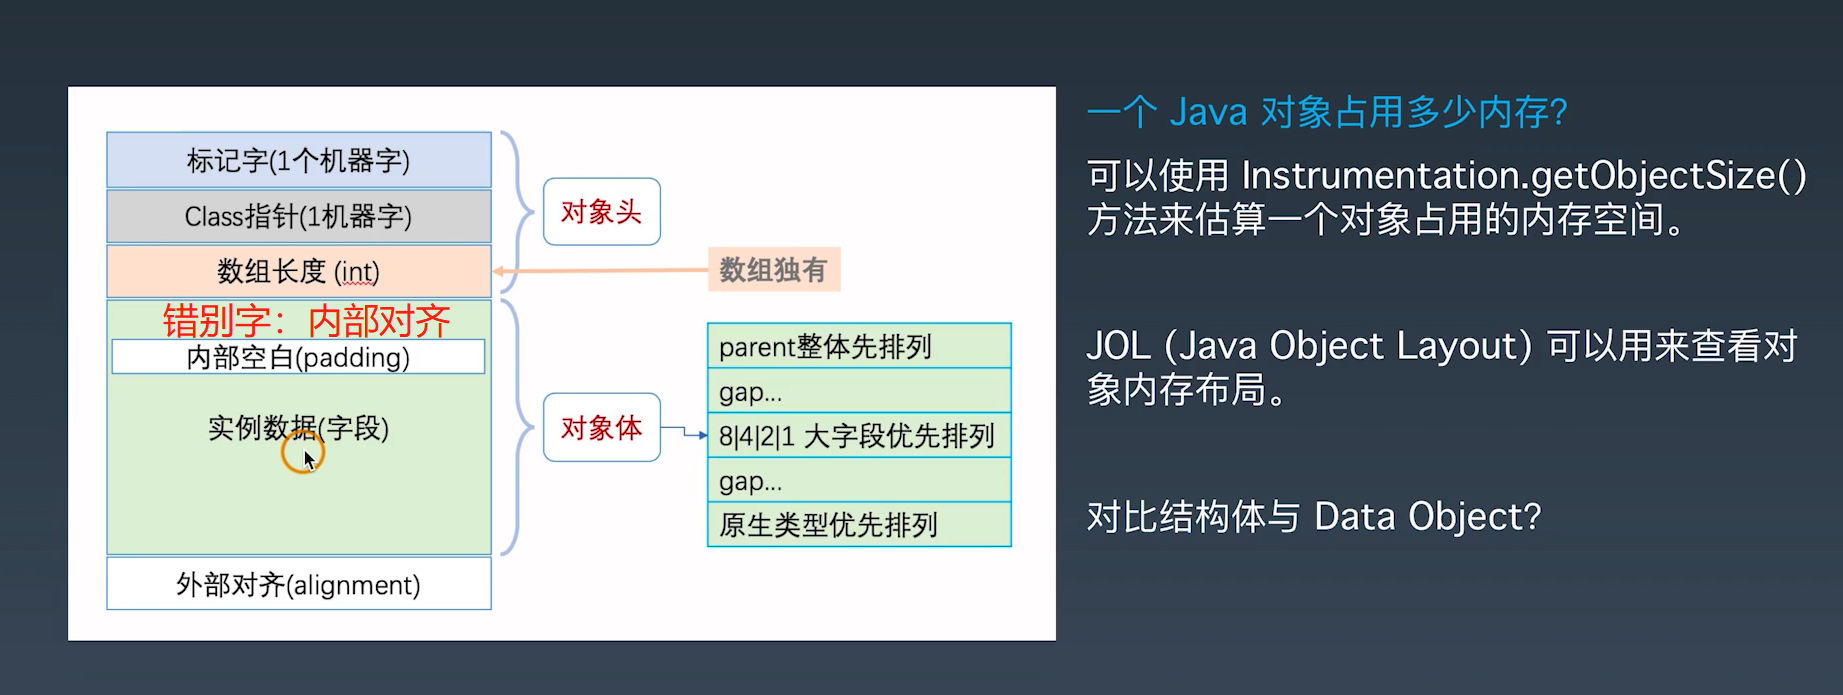 标记字(1个机器字)
Class指针(1机器字)
数组长度 (int)
错别字：内部对齐
内部空白(padding)
实例数据(字段)
外部对齐(alignment)
对象头
数组独有
对象体
parent整体先排列
gap...
8|4|2|1 大字段优先排列
gap...
原生类型优先排列
一个 Java 对象占用多少内存?
可以使用 Instrumentation.getObjectSize()
方法来估算一个对象占用的内存空间。
JOL (Java Object Layout) 可以用来查看对
象内存布局。
对比结构体与 Data Object?